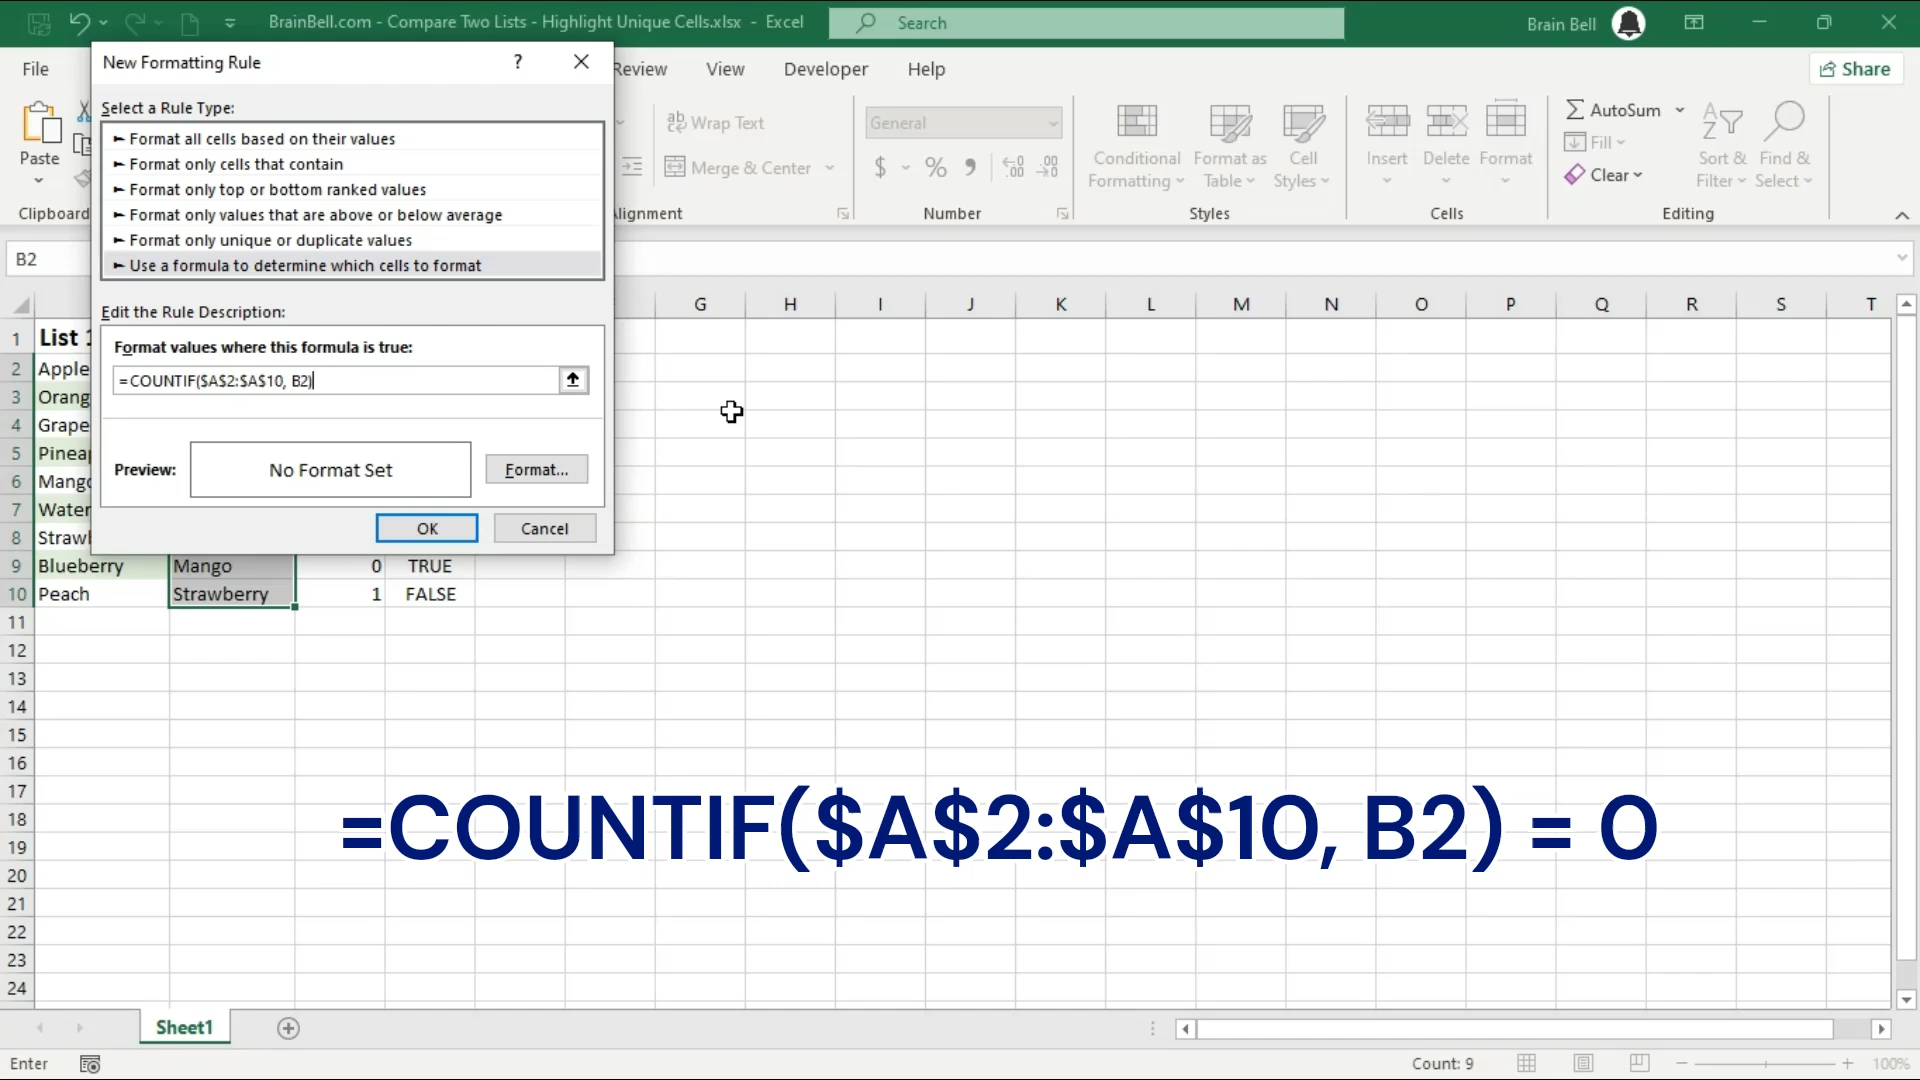 BrainBell.com - Compare Two Lists - Highlight Unique Cells.xlsx - Excel
Search
Brain Bell
New Formatting Rule
?
File
Review
View
Developer
Help
Share
Select a Rule Type:
► Format all cells based on their values
► Format only cells that contain
► Format only top or bottom ranked values
► Format only values that are above or below average
► Format only unique or duplicate values
► Use a formula to determine which cells to format
Paste
Clipboard
Wrap Text
Merge & Center
Alignment
General
$ % ,
Number
Conditional Formatting
Format as Table
Cell Styles
Styles
Insert
Delete
Format
Cells
AutoSum
Fill
Clear
Sort & Filter
Find & Select
Editing
B2
Edit the Rule Description:
Format values where this formula is true:
=COUNTIF($A$2:$A$10, B2)
Preview:
No Format Set
Format...
OK
Cancel
G H I J K L M N O P Q R S T
1 List 1
2 Apple
3 Orang
4 Grape
5 Pineap
6 Mango
7 Water
8 Strawb
9 Blueberry Mango 0 TRUE
10 Peach Strawberry 1 FALSE
11
12
13
14
15
16
17
18
19
20
21
22
23
24
=COUNTIF($A$2:$A$10, B2) = 0
Sheet1
Enter
Count: 9
100%